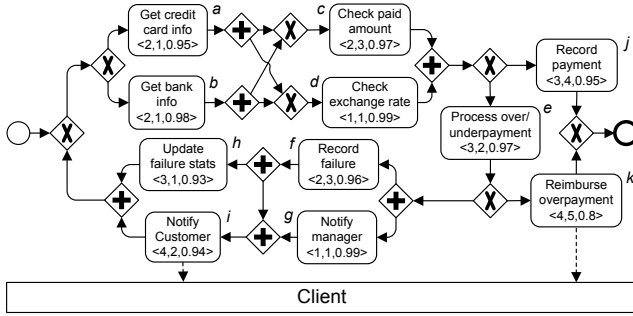 Get credit
card info
<2,1,0.95>
a
c
Check paid
amount
<2,3,0.97>
j
Record
payment
<3,4,0.95>
Get bank
info
<2,1,0.98>
b
d
Check
exchange rate
<1,1,0.99>
e
Process over/
underpayment
<3,2,0.97>
h
Update
failure stats
<3,1,0.93>
f
Record
failure
<2,3,0.96>
k
Reimburse
overpayment
<4,5,0.8>
i
Notify
Customer
<4,2,0.94>
g
Notify
manager
<1,1,0.99>
Client